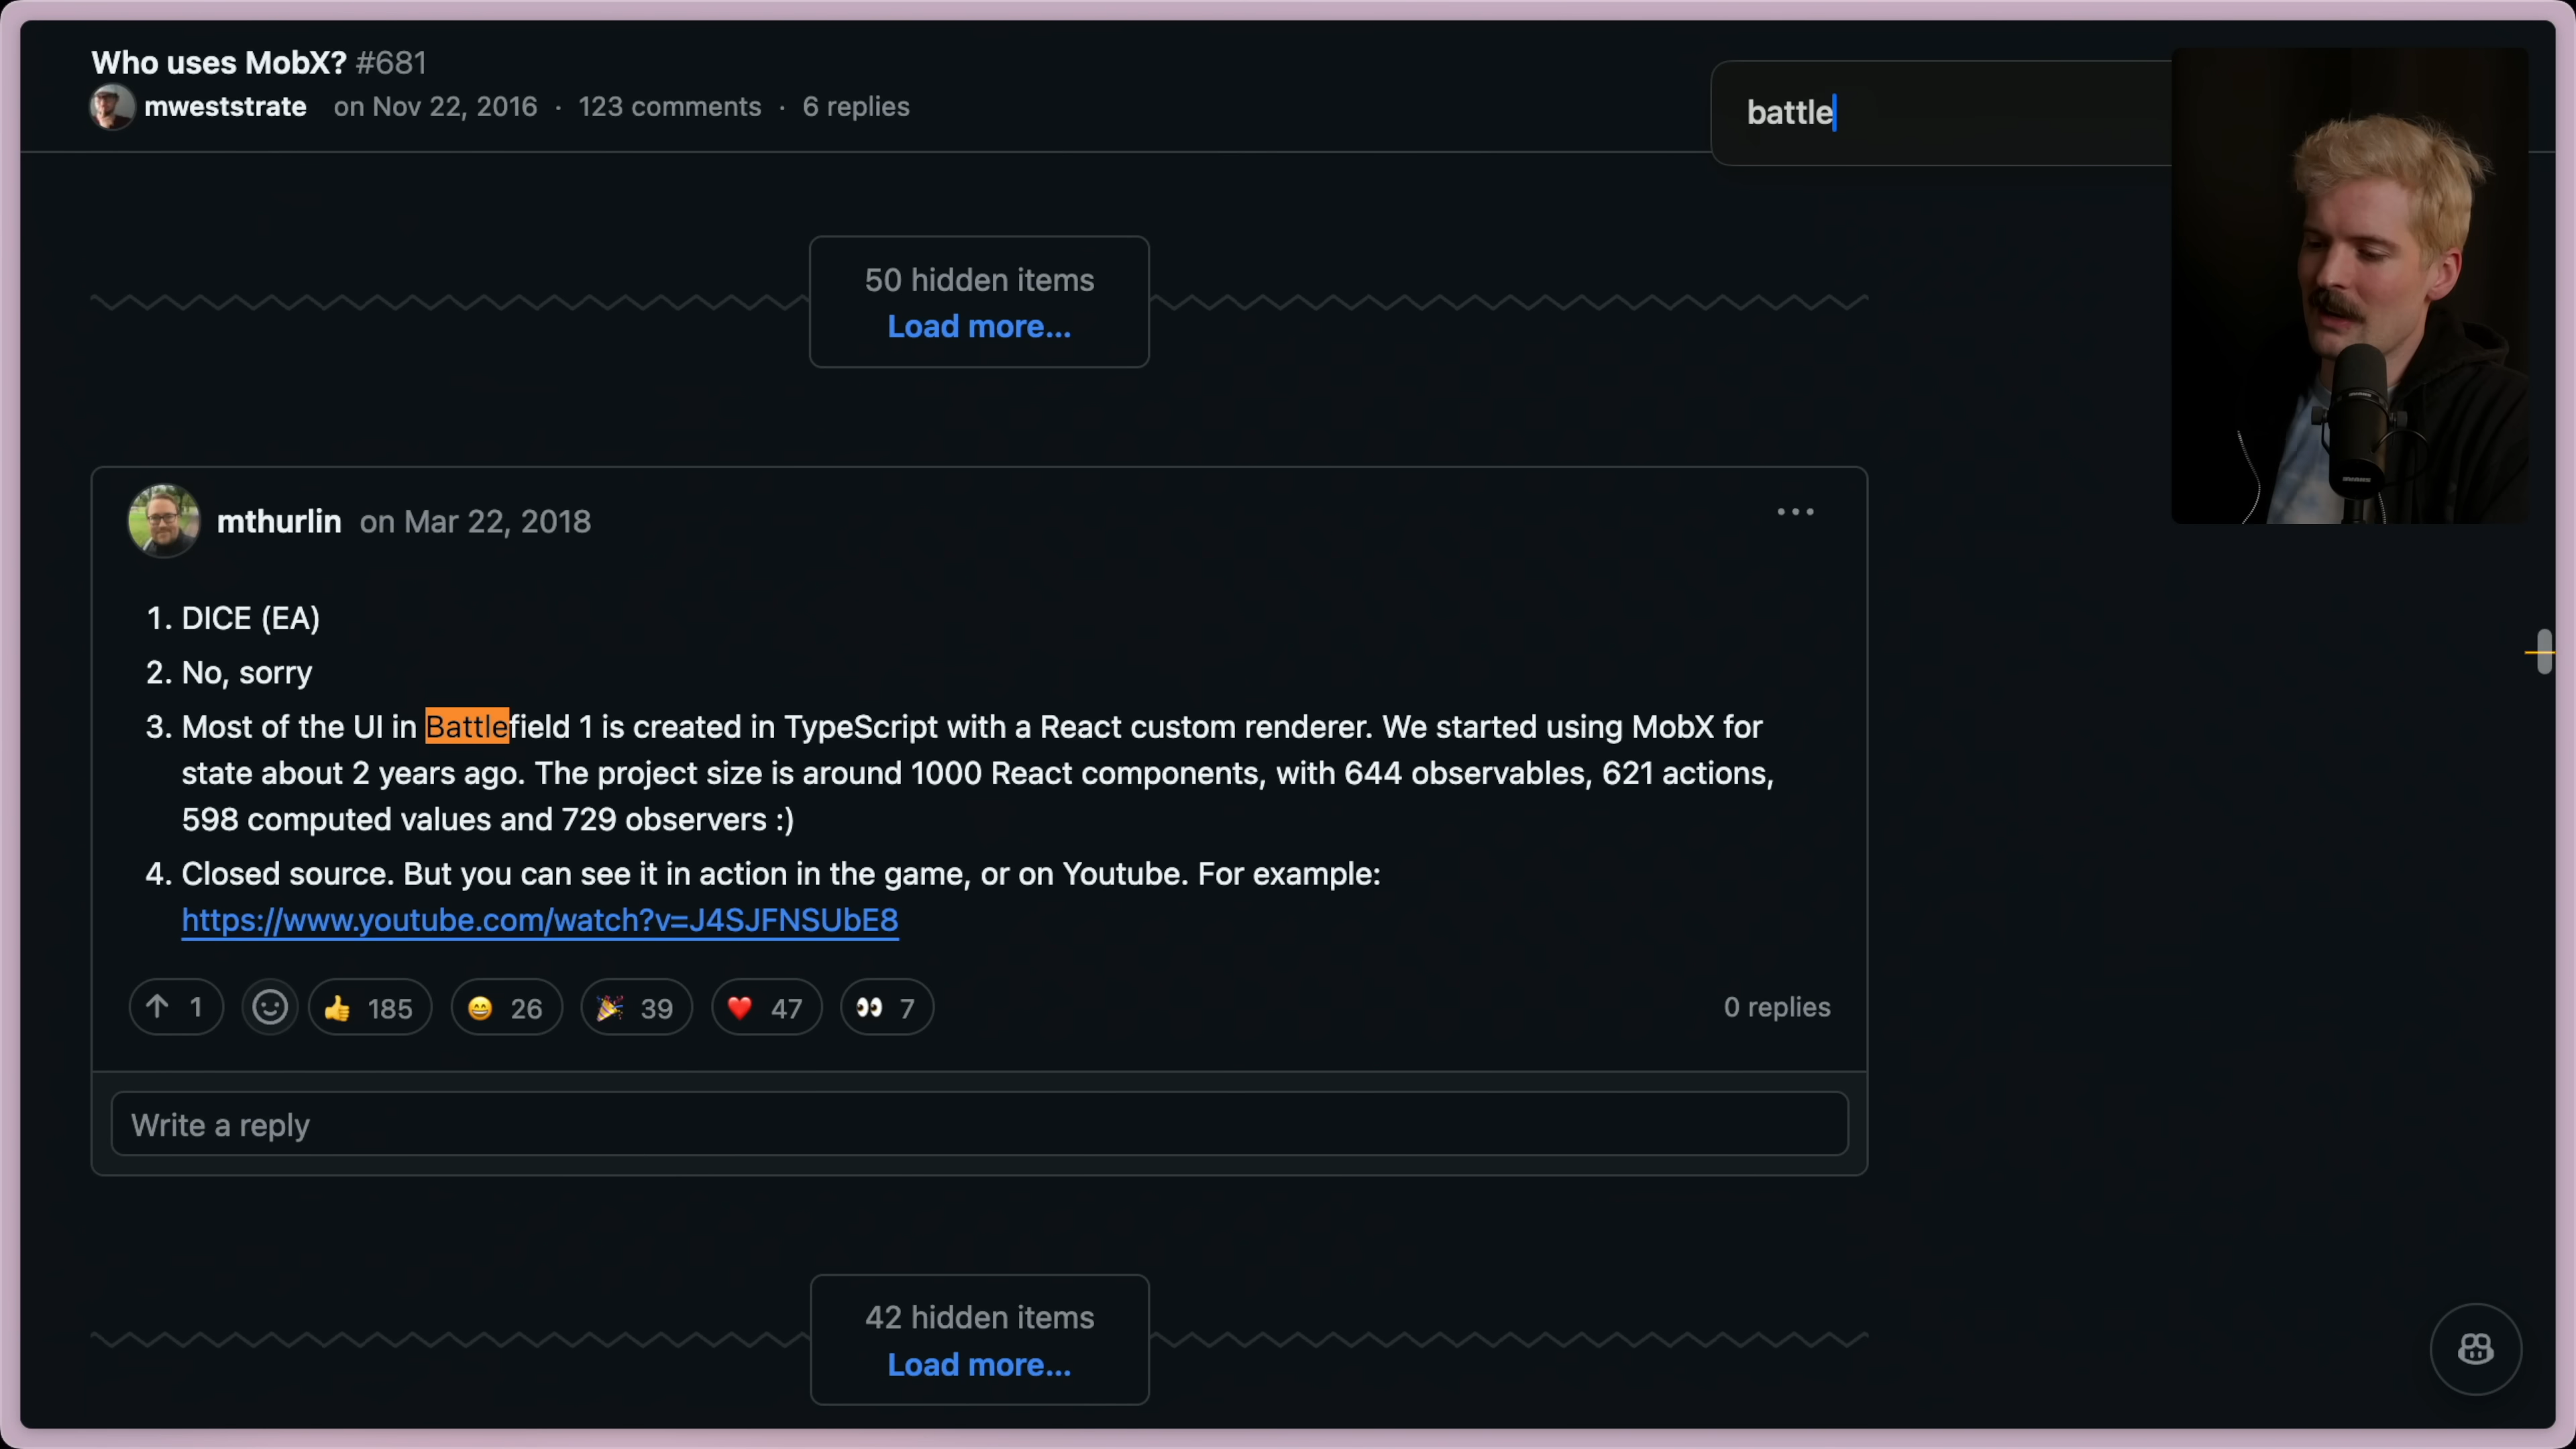 Who uses MobX? #681
mweststrate on Nov 22, 2016 · 123 comments · 6 replies
battle
50 hidden items
Load more...
mthurlin on Mar 22, 2018
1. DICE (EA)
2. No, sorry
3. Most of the UI in Battlefield 1 is created in TypeScript with a React custom renderer. We started using MobX for
state about 2 years ago. The project size is around 1000 React components, with 644 observables, 621 actions,
598 computed values and 729 observers :)
4. Closed source. But you can see it in action in the game, or on Youtube. For example:
https://www.youtube.com/watch?v=J4SJFNSUbE8
↑ 1 👍 185 😄 26 🎉 39 ❤️ 47 👀 7 0 replies
Write a reply
42 hidden items
Load more...